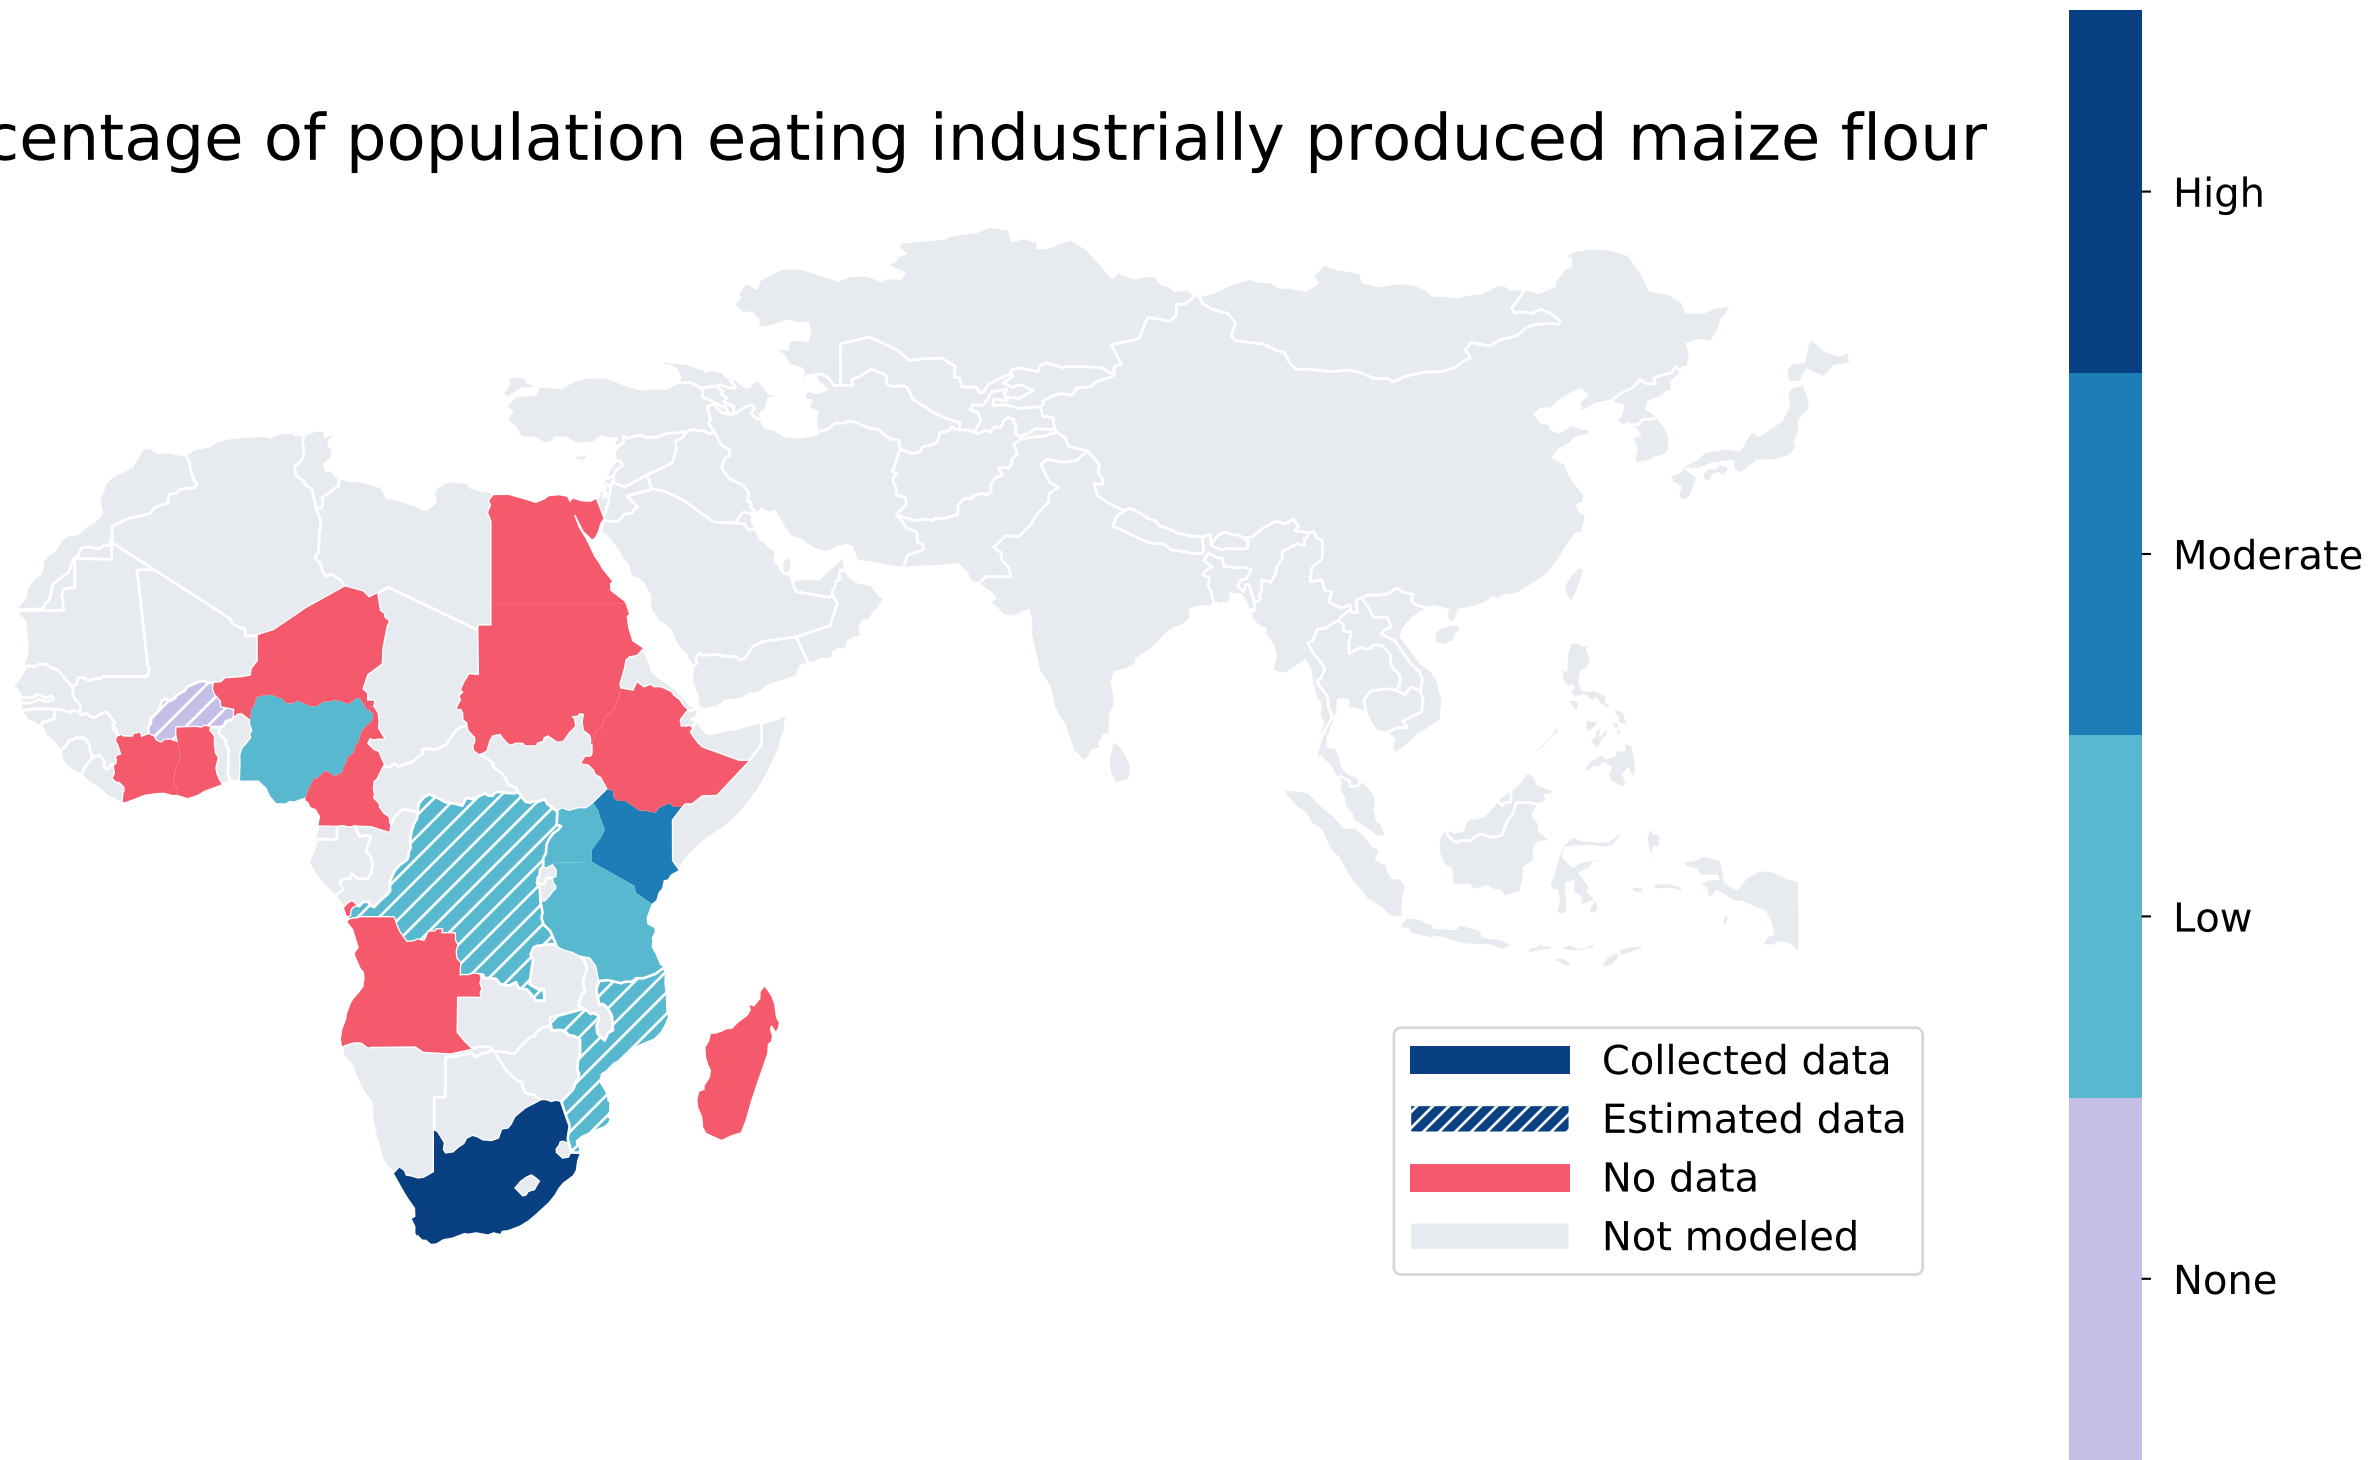 centage of population eating industrially produced maize flour
High
Moderate
Low
None
Collected data
Estimated data
No data
Not modeled